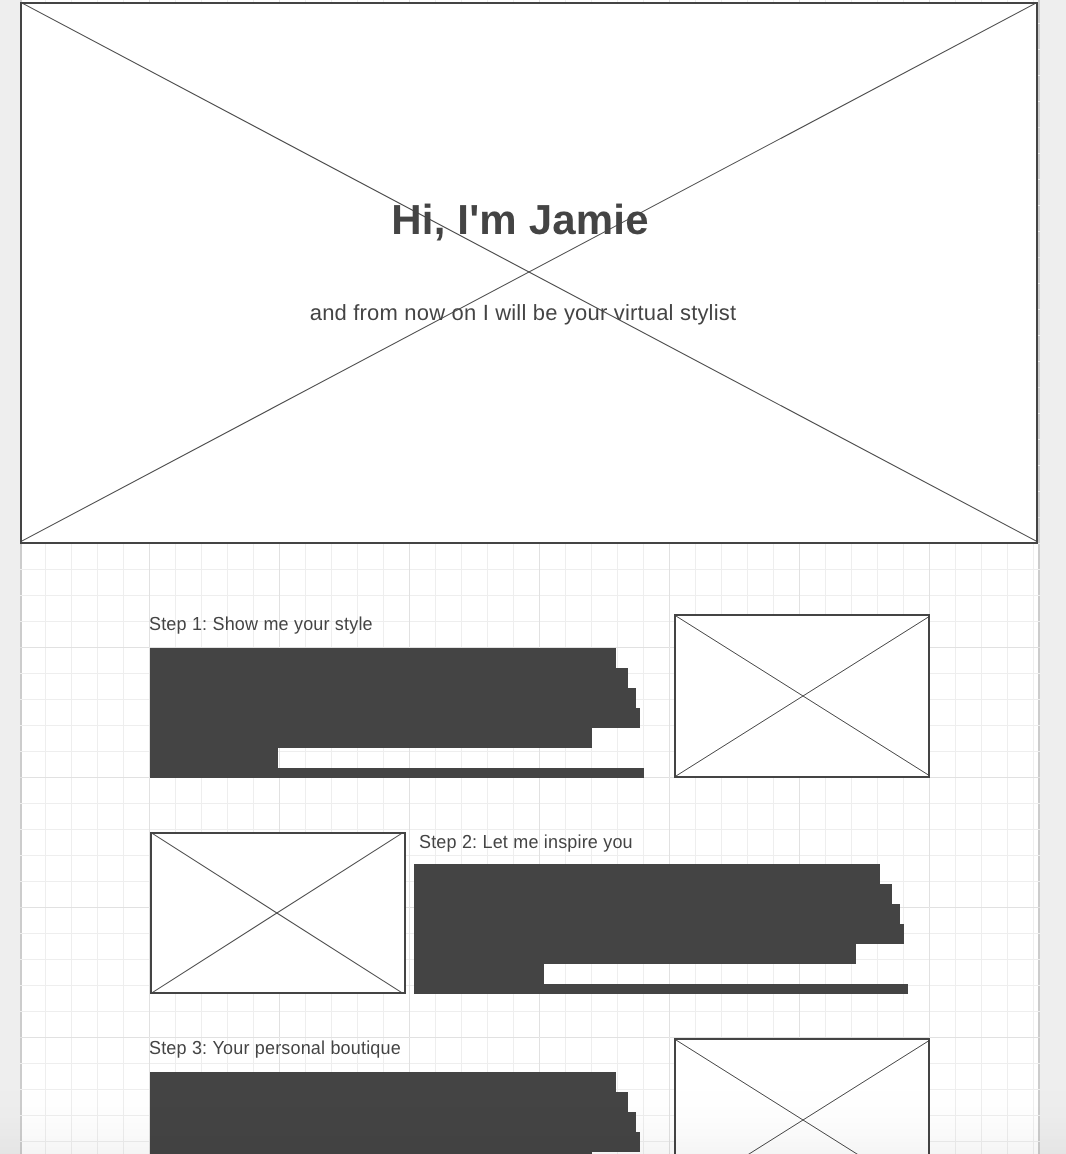 Hi, I'm Jamie
and from now on I will be your virtual stylist
Step 1: Show me your style
Step 2: Let me inspire you
Step 3: Your personal boutique